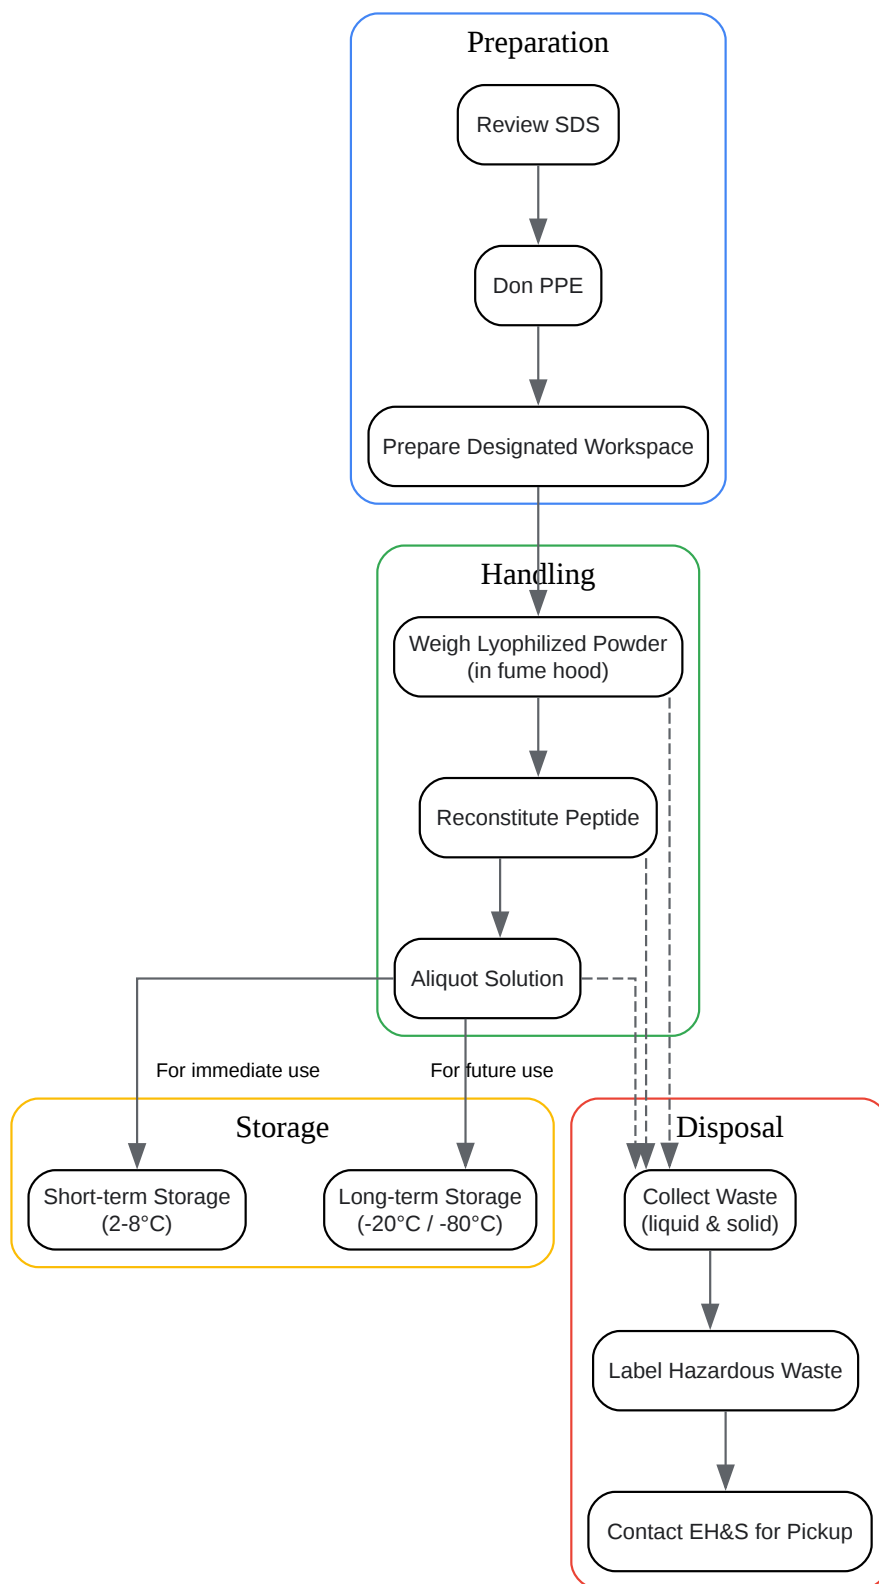 Preparation
Review SDS
Don PPE
Prepare Designated Workspace
Handling
Weigh Lyophilized Powder
(in fume hood)
Reconstitute Peptide
Aliquot Solution
For immediate use
For future use
Storage
Short-term Storage
(2-8°C)
Long-term Storage
(-20°C / -80°C)
Disposal
Collect Waste
(liquid & solid)
Label Hazardous Waste
Contact EH&S for Pickup